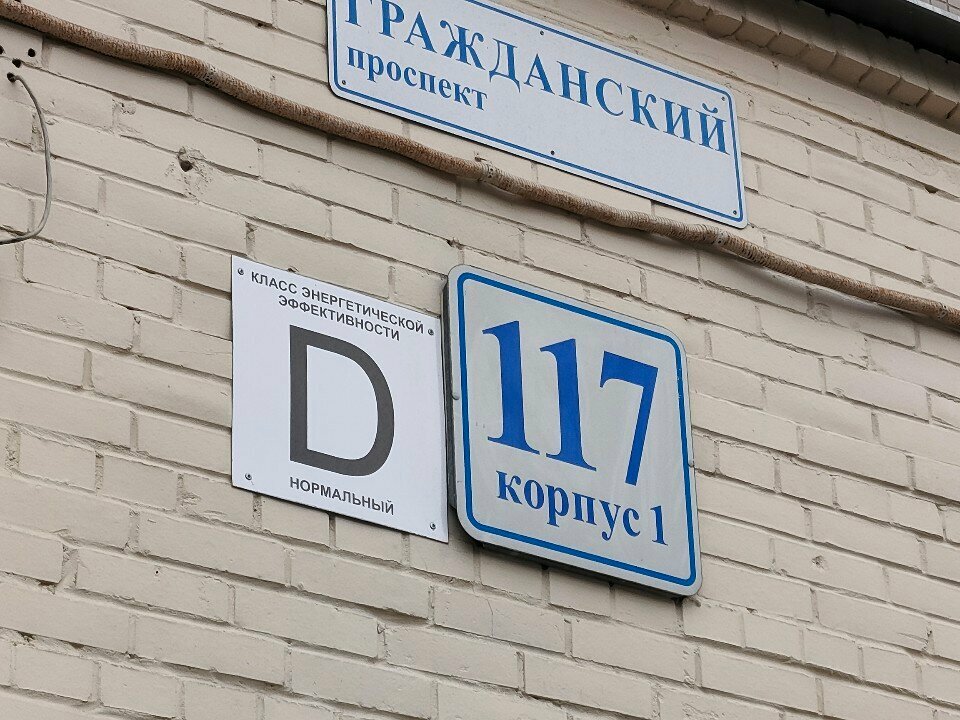 ГРАЖДАНСКИЙ
проспект
КЛАСС ЭНЕРГЕТИЧЕСКОЙ
ЭФФЕКТИВНОСТИ
D
НОРМАЛЬНЫЙ
117
корпус 1